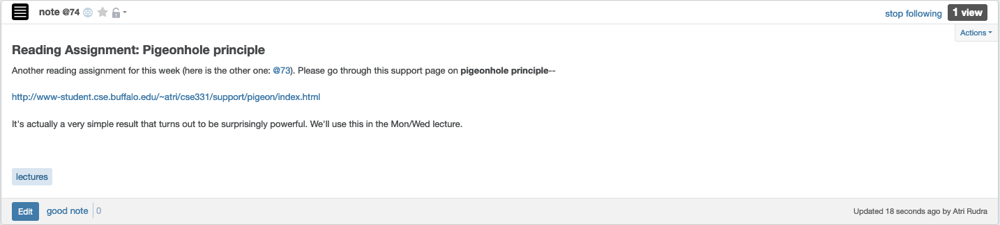 note @74
stop following 1 view
Actions
Reading Assignment: Pigeonhole principle
Another reading assignment for this week (here is the other one: @73). Please go through this support page on pigeonhole principle--
http://www-student.cse.buffalo.edu/~atri/cse331/support/pigeon/index.html
It's actually a very simple result that turns out to be surprisingly powerful. We'll use this in the Mon/Wed lecture.
lectures
Edit good note 0
Updated 18 seconds ago by Atri Rudra